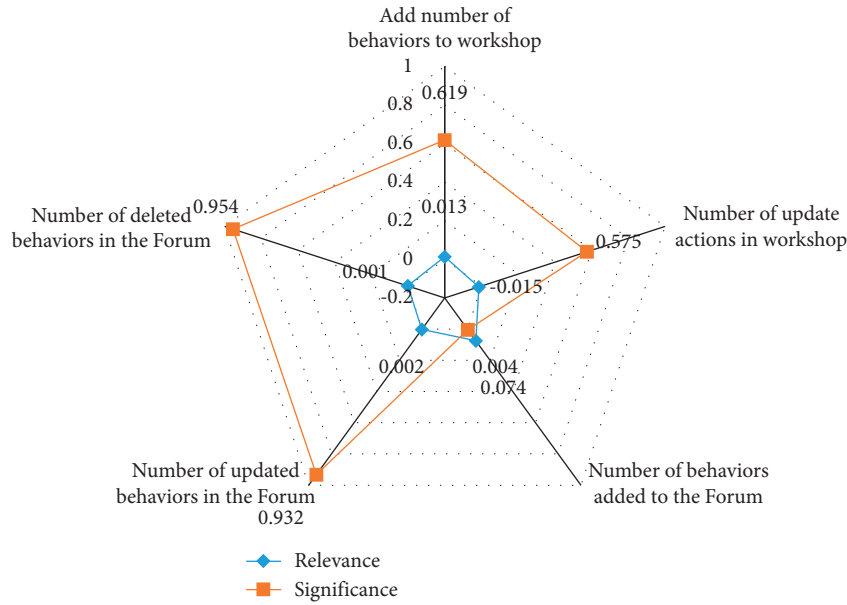 Add number of
behaviors to workshop
1
0.619
0.8
0.6
0.4
0.2
0.013
0
-0.2
0.954
Number of deleted
behaviors in the Forum
0.001
Number of update
actions in workshop
0.575
-0.015
0.002
0.004
0.074
Number of updated
behaviors in the Forum
0.932
Number of behaviors
added to the Forum
Relevance
Significance